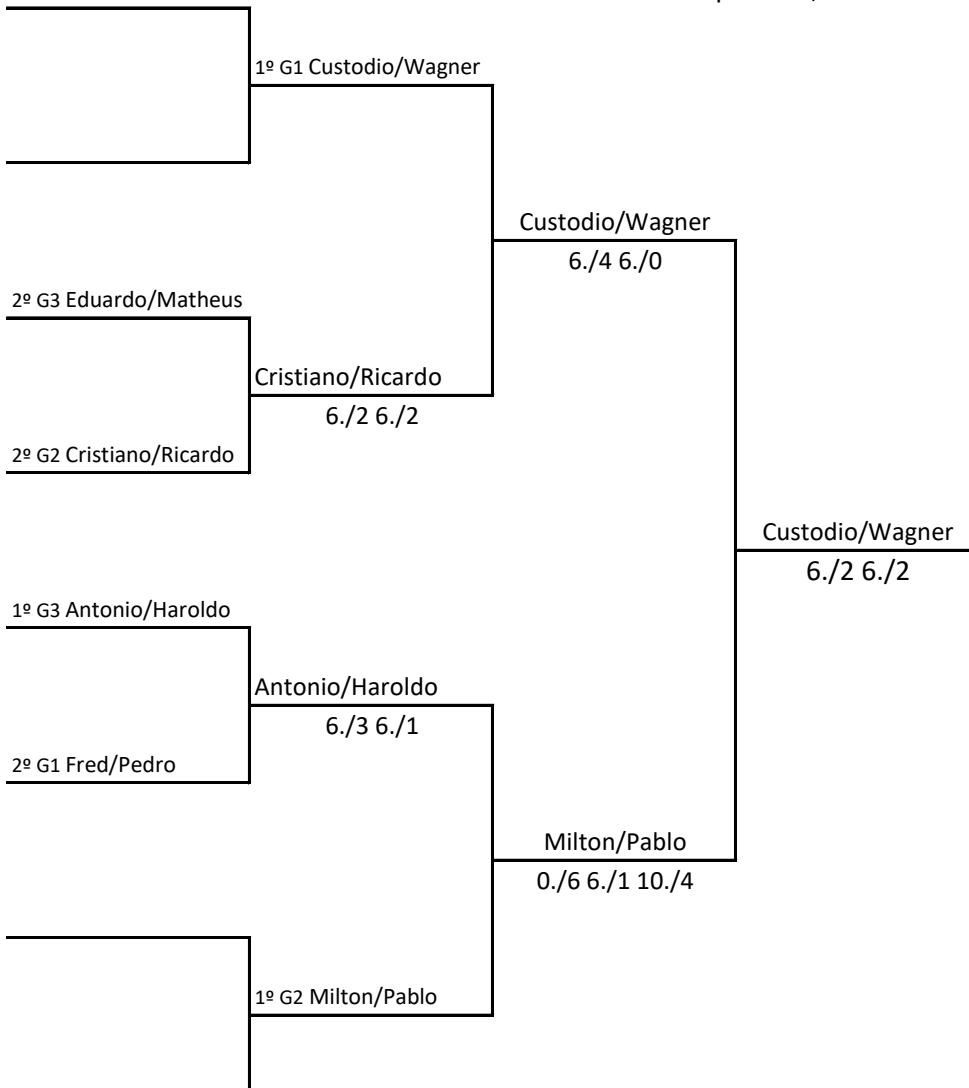 1º G1 Custodio/Wagner
Custodio/Wagner
6./4 6./0
2º G3 Eduardo/Matheus
Cristiano/Ricardo
6./2 6./2
2º G2 Cristiano/Ricardo
Custodio/Wagner
6./2 6./2
1º G3 Antonio/Haroldo
Antonio/Haroldo
6./3 6./1
2º G1 Fred/Pedro
Milton/Pablo
0./6 6./1 10./4
1º G2 Milton/Pablo